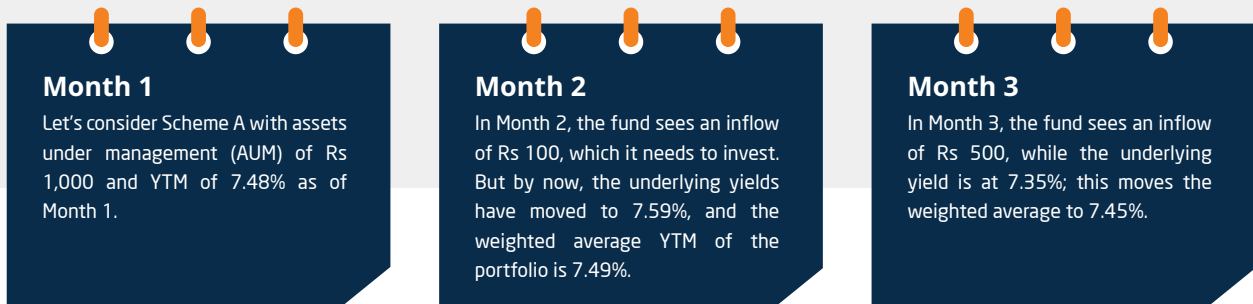 Month 1
Let's consider Scheme A with assets
under management (AUM) of Rs
1,000 and YTM of 7.48% as of
Month 1.
Month 2
In Month 2, the fund sees an inflow
of Rs 100, which it needs to invest.
But by now, the underlying yields
have moved to 7.59%, and the
weighted average YTM of the
portfolio is 7.49%.
Month 3
In Month 3, the fund sees an inflow
of Rs 500, while the underlying
yield is at 7.35%; this moves the
weighted average to 7.45%.